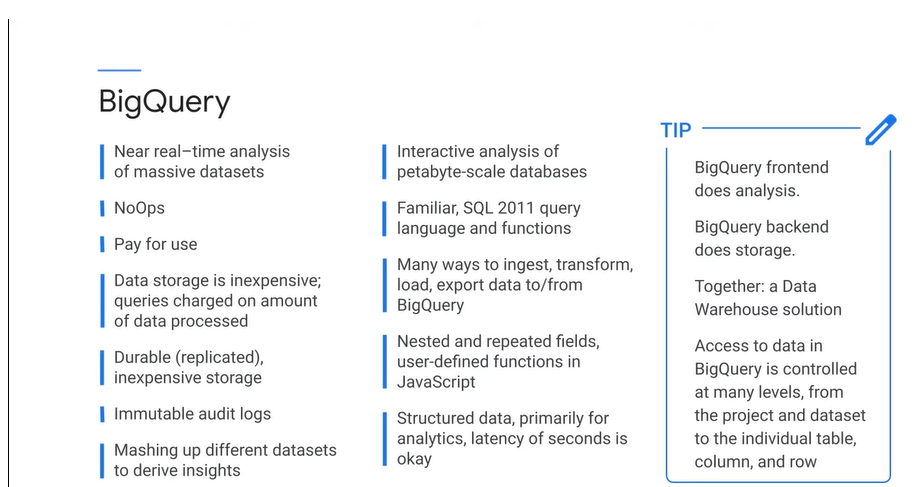 BigQuery
Near real–time analysis
of massive datasets
NoOps
Pay for use
Data storage is inexpensive;
queries charged on amount
of data processed
Durable (replicated),
inexpensive storage
Immutable audit logs
Mashing up different datasets
to derive insights
Interactive analysis of
petabyte-scale databases
Familiar, SQL 2011 query
language and functions
Many ways to ingest, transform,
load, export data to/from
BigQuery
Nested and repeated fields,
user-defined functions in
JavaScript
Structured data, primarily for
analytics, latency of seconds is
okay
TIP
BigQuery frontend
does analysis.
BigQuery backend
does storage.
Together: a Data
Warehouse solution
Access to data in
BigQuery is controlled
at many levels, from
the project and dataset
to the individual table,
column, and row